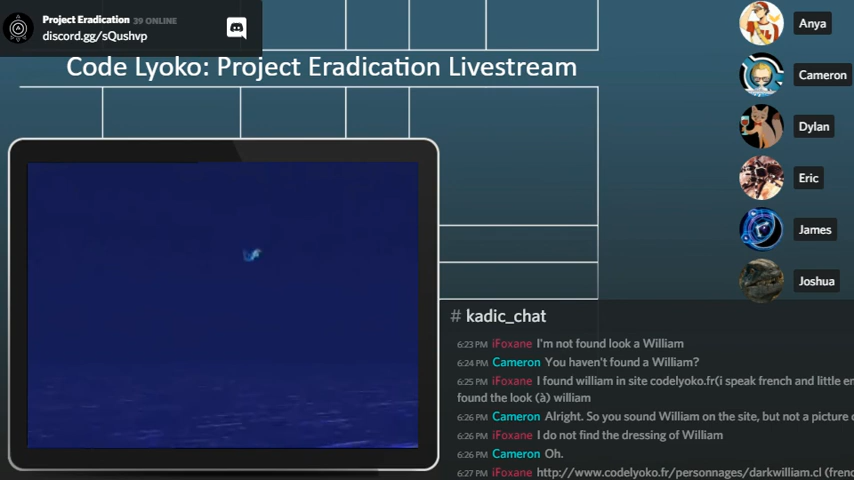 Project Eradication 39 ONLINE
discord.gg/sQushvp
Code Lyoko: Project Eradication Livestream
Anya
Cameron
Dylan
Eric
James
Joshua
# kadic_chat
6:23 PM iFoxane I'm not found look a William
6:24 PM Cameron You haven't found a William?
6:25 PM iFoxane I found william in site codelyoko.fr(i speak french and little en
found the look (à) william
6:26 PM Cameron Alright. So you sound William on the site, but not a picture o
6:26 PM iFoxane I do not find the dressing of William
6:26 PM Cameron Oh.
6:27 PM iFoxane http://www.codelyoko.fr/personnages/darkwilliam.cl (frenc